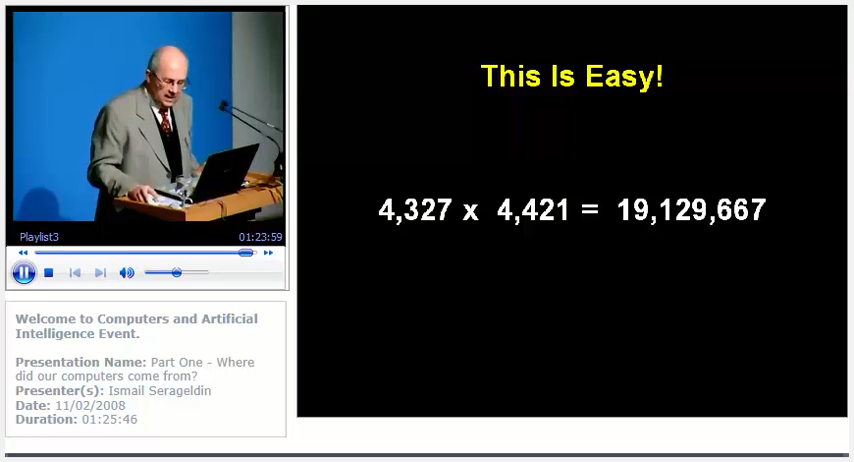 This Is Easy!
4,327 x 4,421 = 19,129,667
Playlist3 01:23:59
Welcome to Computers and Artificial
Intelligence Event.
Presentation Name: Part One - Where
did our computers come from?
Presenter(s): Ismail Serageldin
Date: 11/02/2008
Duration: 01:25:46